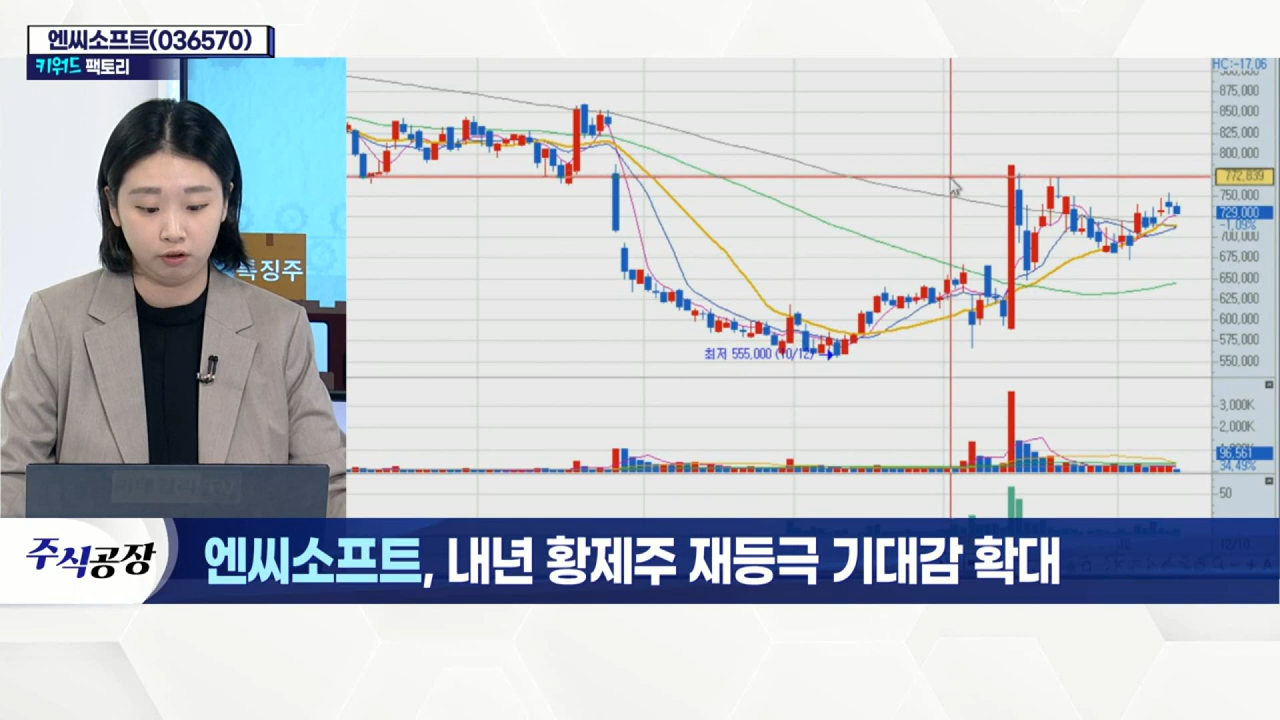 엔씨소프트(036570)
키워드 팩토리
특징주
HC:-17,06
875,000
850,000
825,000
800,000
772,839
750,000
729,000
-1,09%
700,000
675,000
650,000
625,000
600,000
575,000
550,000
최저 555,000 (10/12)
3,000K
2,000K
96,561
34,49%
50
주식공장
엔씨소프트, 내년 황제주 재등극 기대감 확대